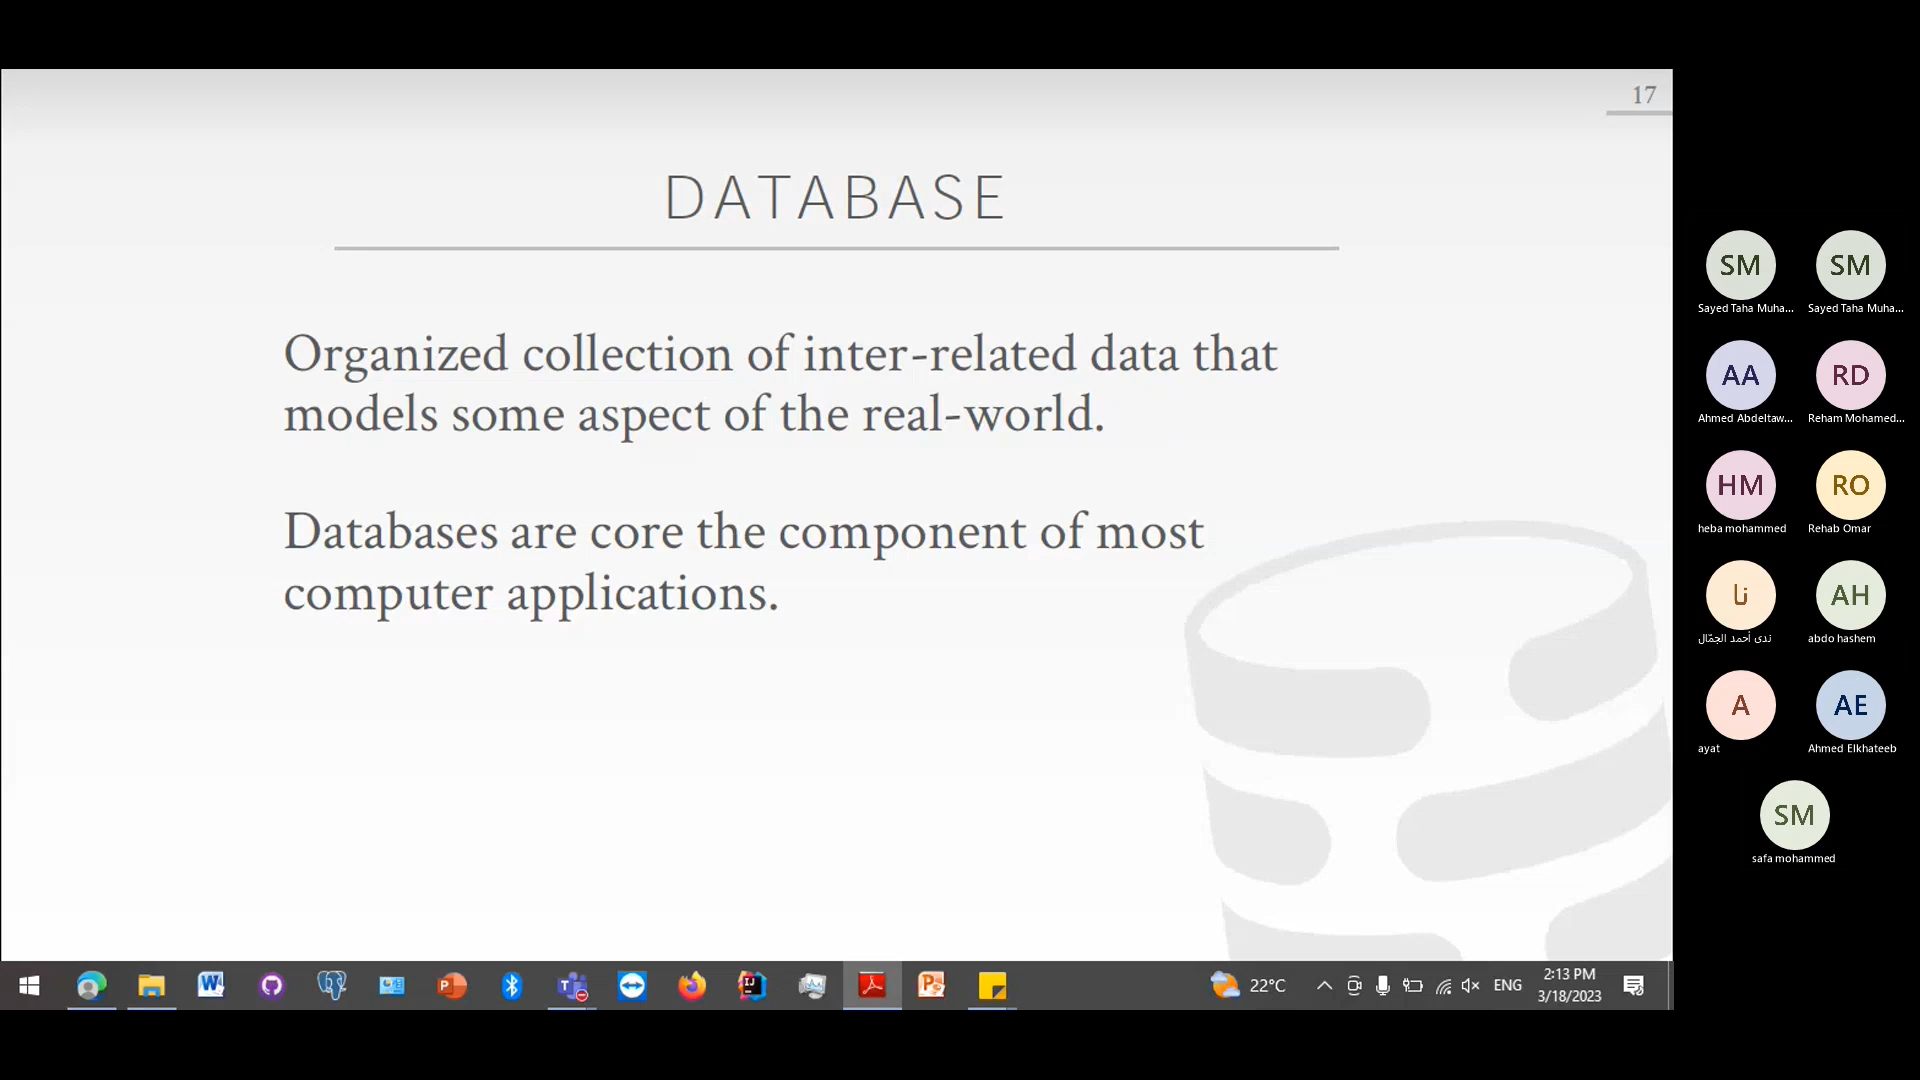 17
DATABASE
Organized collection of inter-related data that
models some aspect of the real-world.
Databases are core the component of most
computer applications.
SM
Sayed Taha Muha...
SM
Sayed Taha Muha...
AA
Ahmed Abdeltaw...
RD
Reham Mohamed...
HM
heba mohammed
RO
Rehab Omar
نا
ندى أحمد الجمّال
AH
abdo hashem
A
ayat
AE
Ahmed Elkhateeb
SM
safa mohammed
22°C
ENG
2:13 PM
3/18/2023